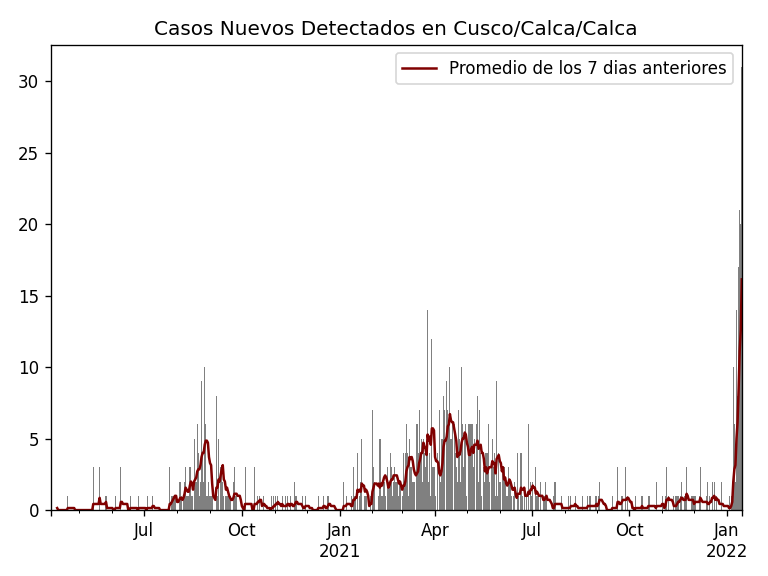 Casos Nuevos Detectados en Cusco/Calca/Calca
Promedio de los 7 dias anteriores
30
25
20
15
10
5
0
Jul
Oct
Jan
2021
Apr
Jul
Oct
Jan
2022